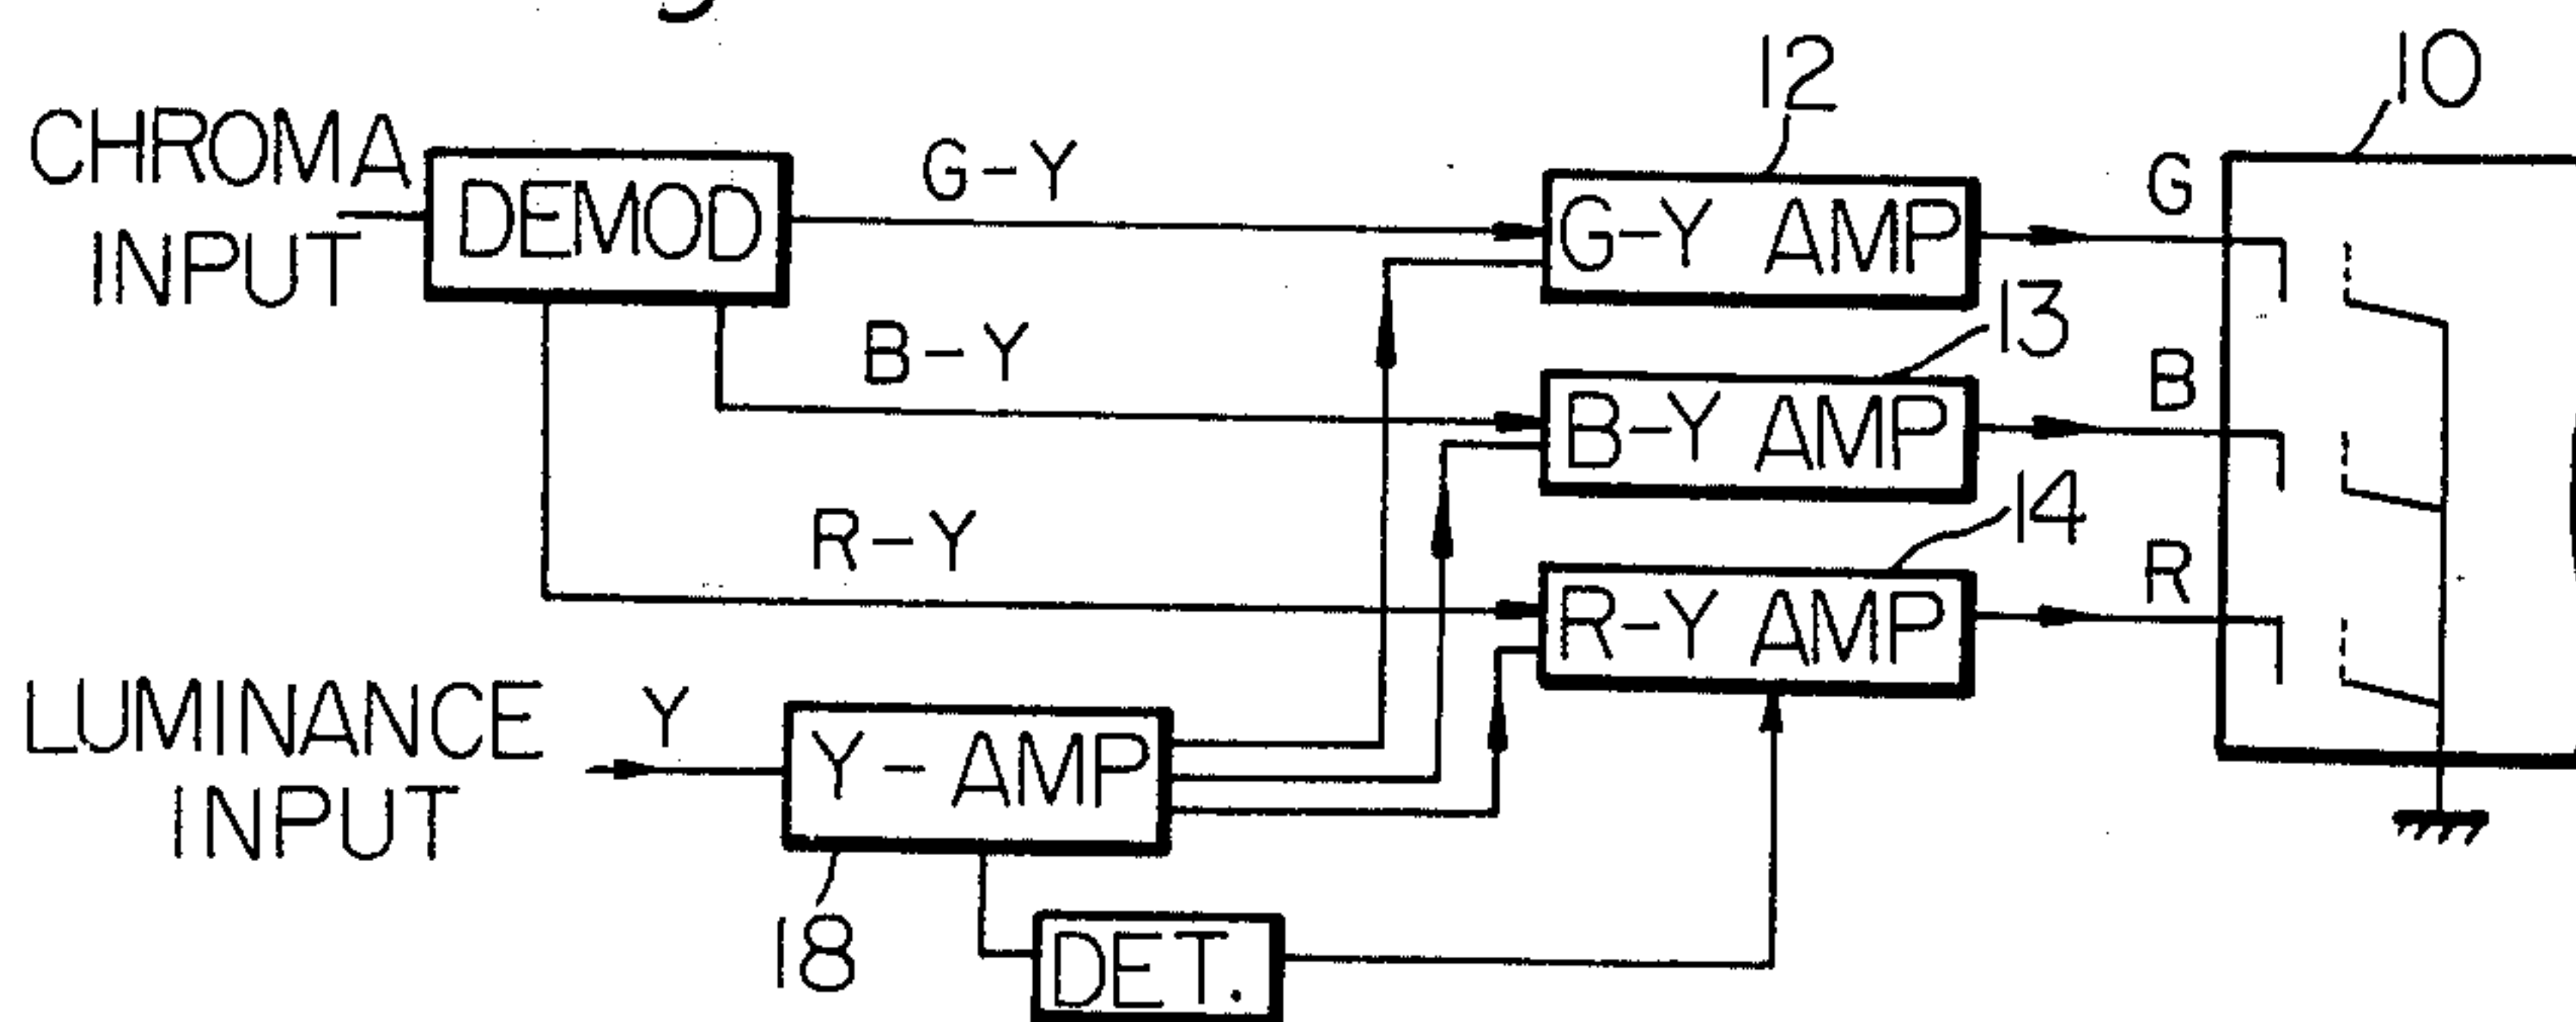 12
10
CHROMA
INPUT
DEMOD
G-Y
G-Y AMP
G
13
B-Y
B-Y AMP
B
14
R-Y
R-Y AMP
R
LUMINANCE
INPUT
Y
Y-AMP
18
DET.